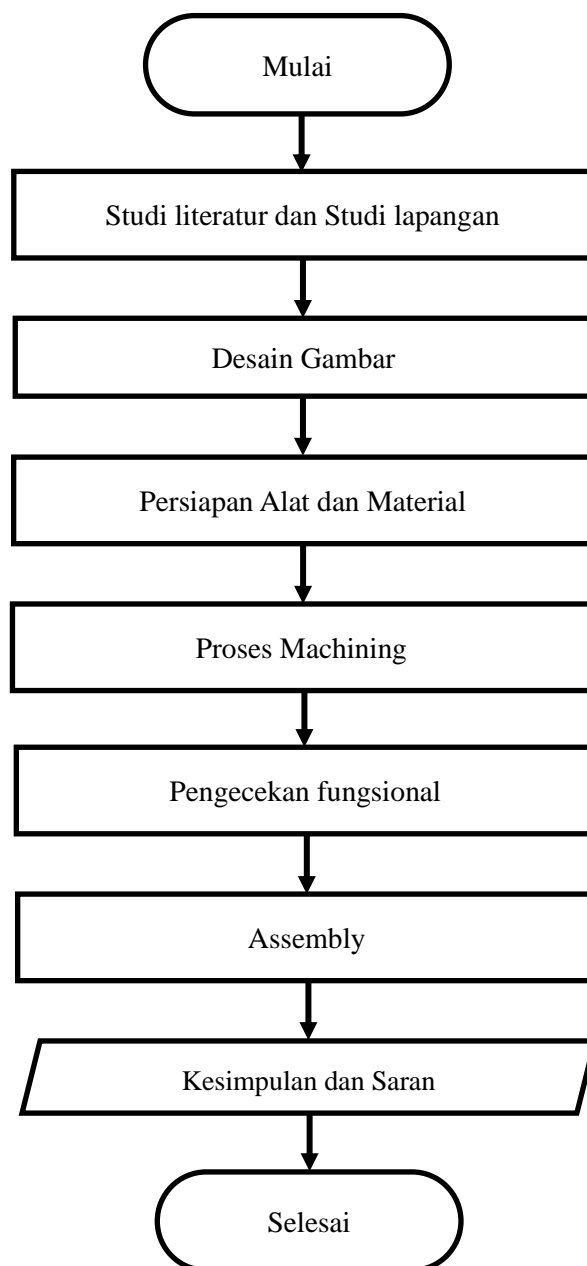 Mulai
Studi literatur dan Studi lapangan
Desain Gambar
Persiapan Alat dan Material
Proses Machining
Pengecekan fungsional
Assembly
Kesimpulan dan Saran
Selesai